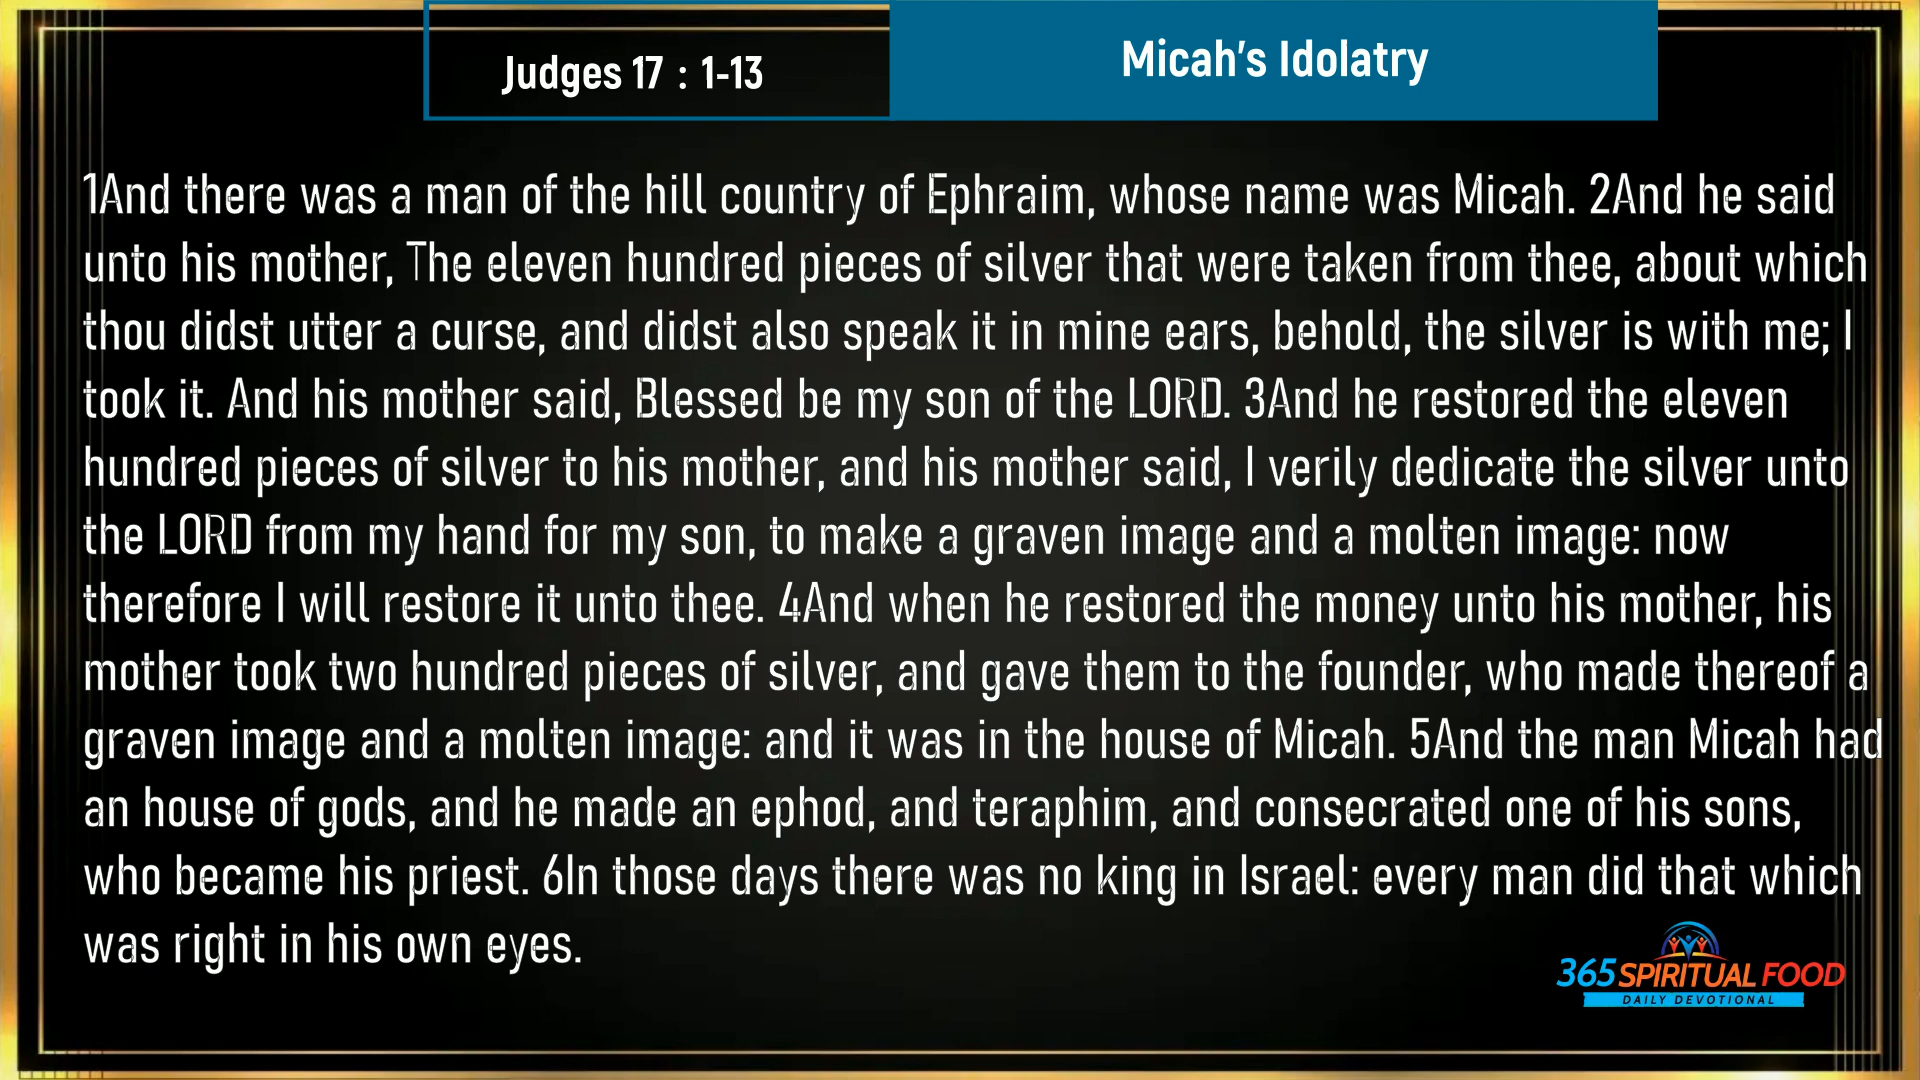 Judges 17 : 1-13
Micah's Idolatry
1And there was a man of the hill country of Ephraim, whose name was Micah. 2And he said
unto his mother, The eleven hundred pieces of silver that were taken from thee, about which
thou didst utter a curse, and didst also speak it in mine ears, behold, the silver is with me; I
took it. And his mother said, Blessed be my son of the LORD. 3And he restored the eleven
hundred pieces of silver to his mother, and his mother said, I verily dedicate the silver unto
the LORD from my hand for my son, to make a graven image and a molten image: now
therefore I will restore it unto thee. 4And when he restored the money unto his mother, his
mother took two hundred pieces of silver, and gave them to the founder, who made thereof a
graven image and a molten image: and it was in the house of Micah. 5And the man Micah had
an house of gods, and he made an ephod, and teraphim, and consecrated one of his sons,
who became his priest. 6In those days there was no king in Israel: every man did that which
was right in his own eyes.
365 SPIRITUAL FOOD
DAILY DEVOTIONAL